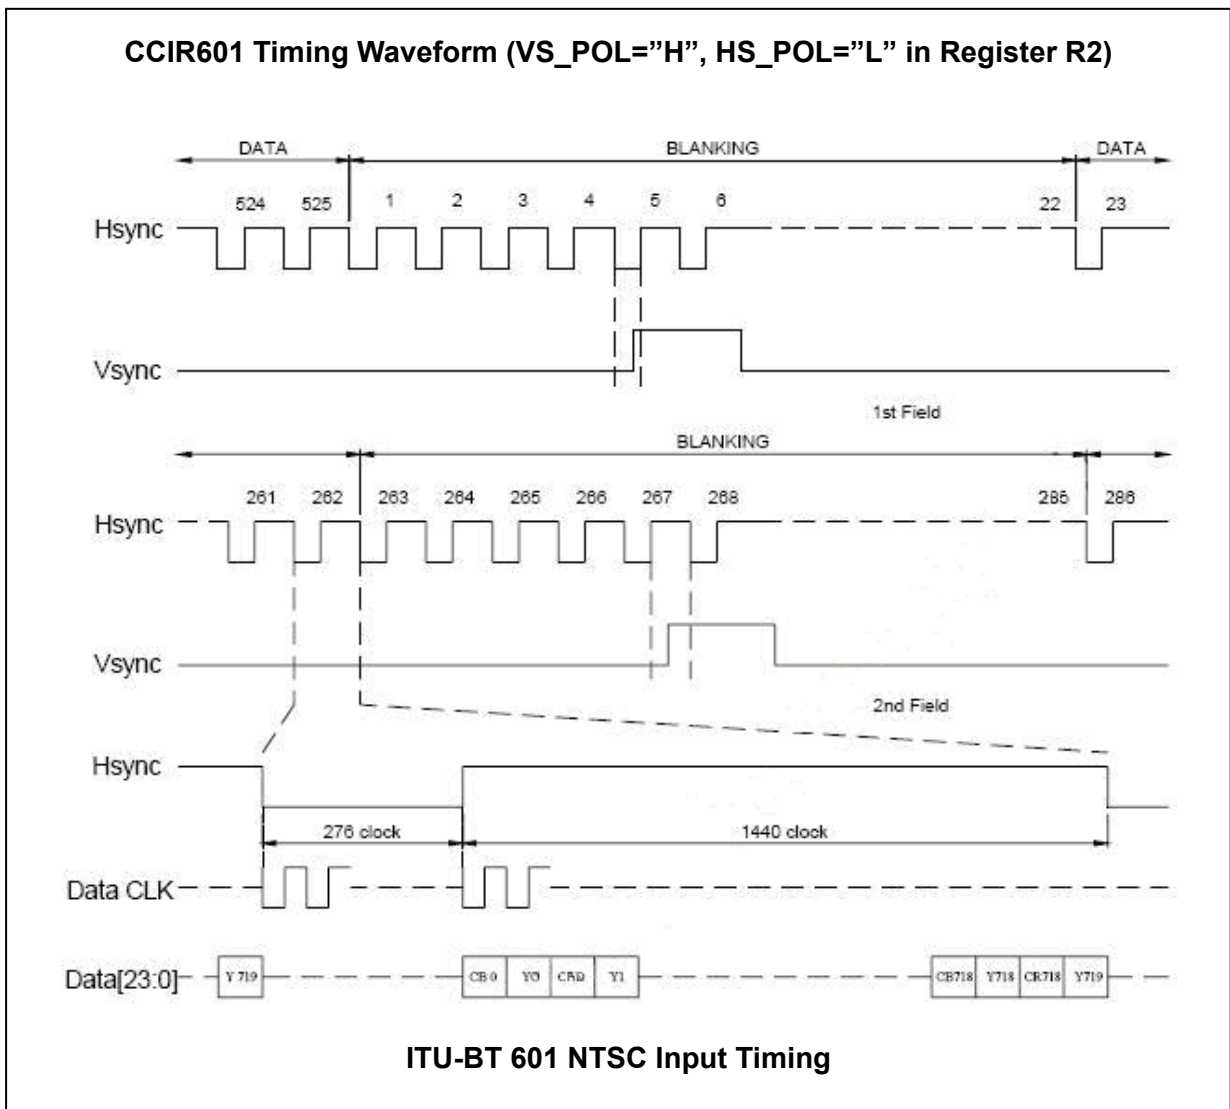 CCIR601 Timing Waveform (VS_POL=”H”, HS_POL=”L” in Register R2)
DATA BLANKING DATA
524 525 1 2 3 4 5 6 22 23
Hsync
Vsync
1st Field
BLANKING
261 262 263 264 265 266 267 268 285 286
Hsync
Vsync
2nd Field
Hsync
276 clock 1440 clock
Data CLK
Data[23:0] Y 719 CB 0 Y0 CR0 Y1 CB718 Y718 CR718 Y719
ITU-BT 601 NTSC Input Timing